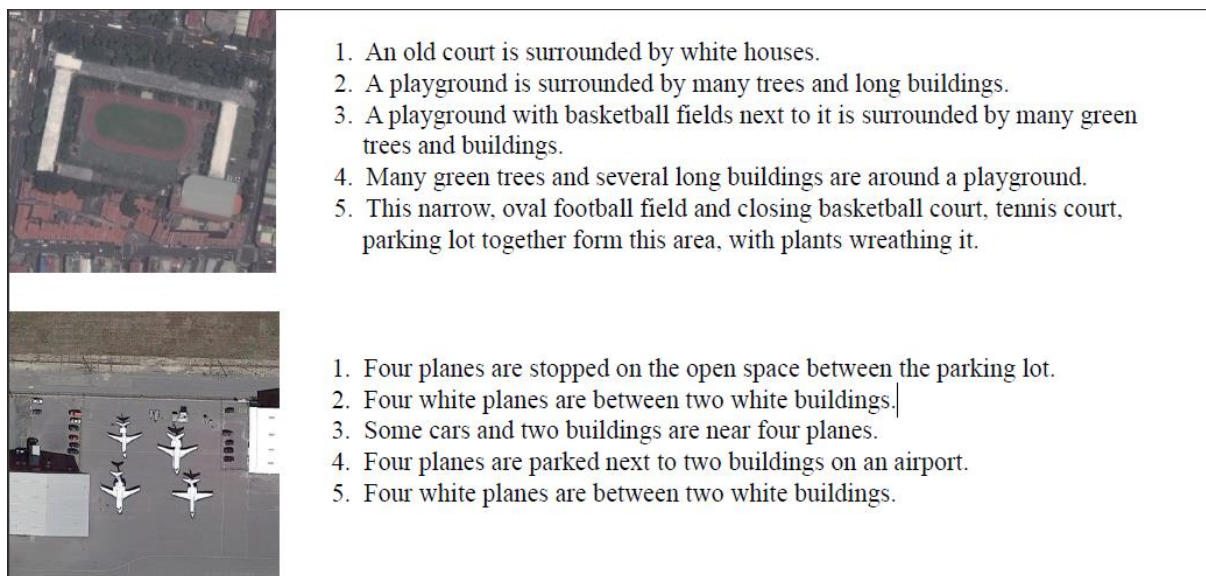 1. An old court is surrounded by white houses.
2. A playground is surrounded by many trees and long buildings.
3. A playground with basketball fields next to it is surrounded by many green
trees and buildings.
4. Many green trees and several long buildings are around a playground.
5. This narrow, oval football field and closing basketball court, tennis court,
parking lot together form this area, with plants wreathing it.
1. Four planes are stopped on the open space between the parking lot.
2. Four white planes are between two white buildings.
3. Some cars and two buildings are near four planes.
4. Four planes are parked next to two buildings on an airport.
5. Four white planes are between two white buildings.